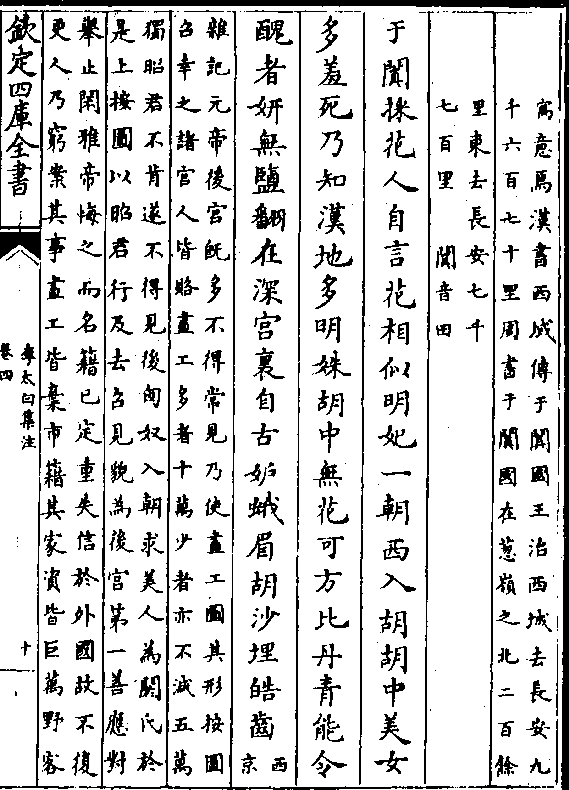 寓意焉漢書西域傳于闐國王治西城去長安九
千六百七十里周書于闐國在葱嶺之北二百餘
里東去長安七千
七百里 闐音田
于闐採花人自言花相似明妃一朝西入胡胡中美女
多羞死乃知漢地多明姝胡中無花可方比丹青能令
醜者妍無鹽翻在深宫裏自古妬蛾眉胡沙埋皓齒
西
京
雜記元帝後宫既多不得常見乃使畫工圖其形按圖
召幸之諸宫人皆賂畫工多者十萬少者亦不減五萬
獨昭君不肯遂不得見後匈奴入朝求美人為閼氏於
是上按圖以昭君行及去召見貌為後宫第一善應對
舉止閑雅帝悔之而名籍已定重失信於外國故不復
更人乃窮案其事畫工皆棄市籍其家資皆巨萬野客
欽定四庫全書
李太白集注
卷四
十